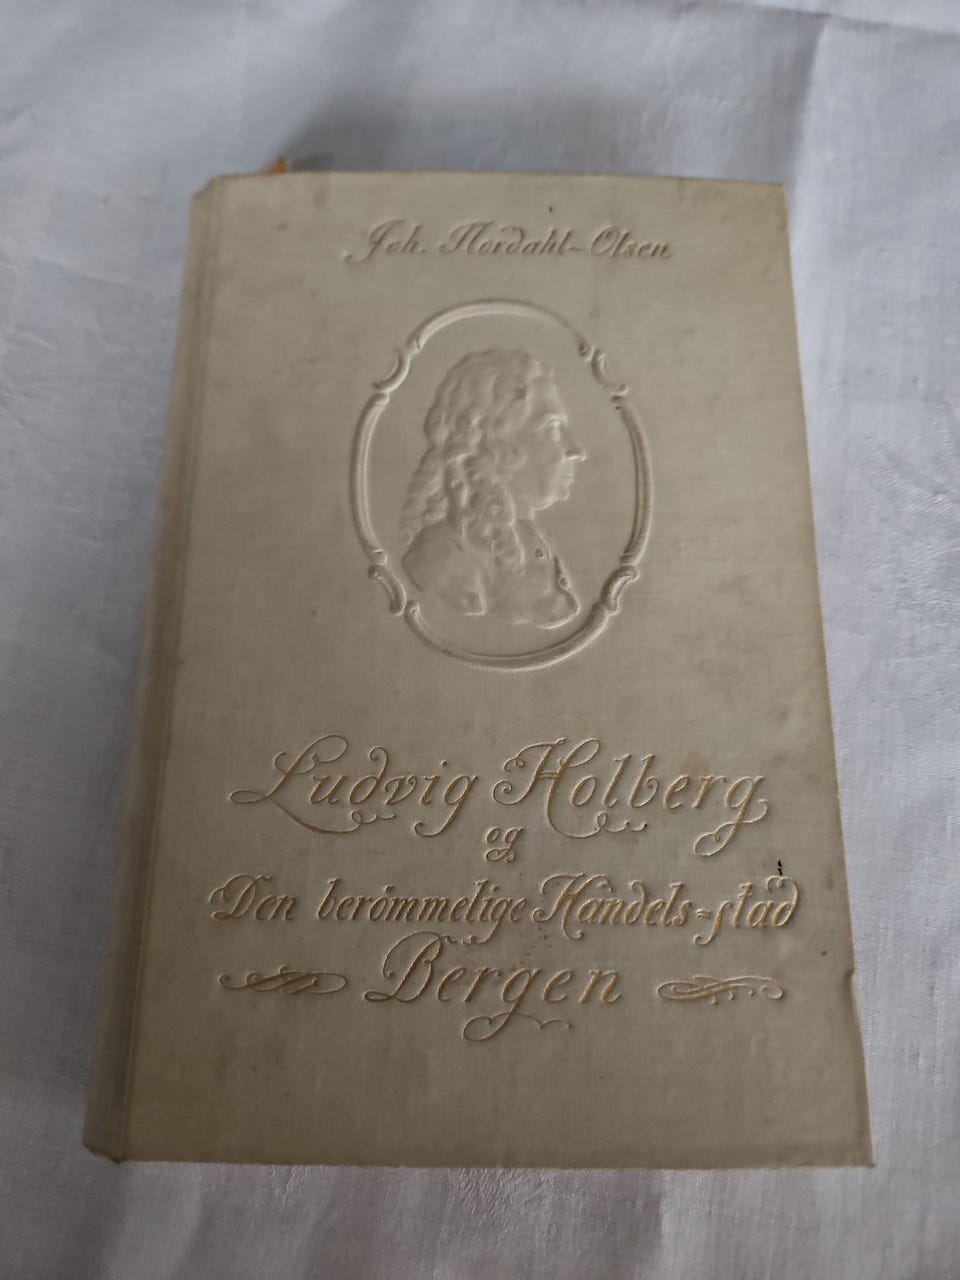 Joh. Nordahl-Olsen
Ludvig Holberg
og
Den berömmelige Handels-stad
Bergen